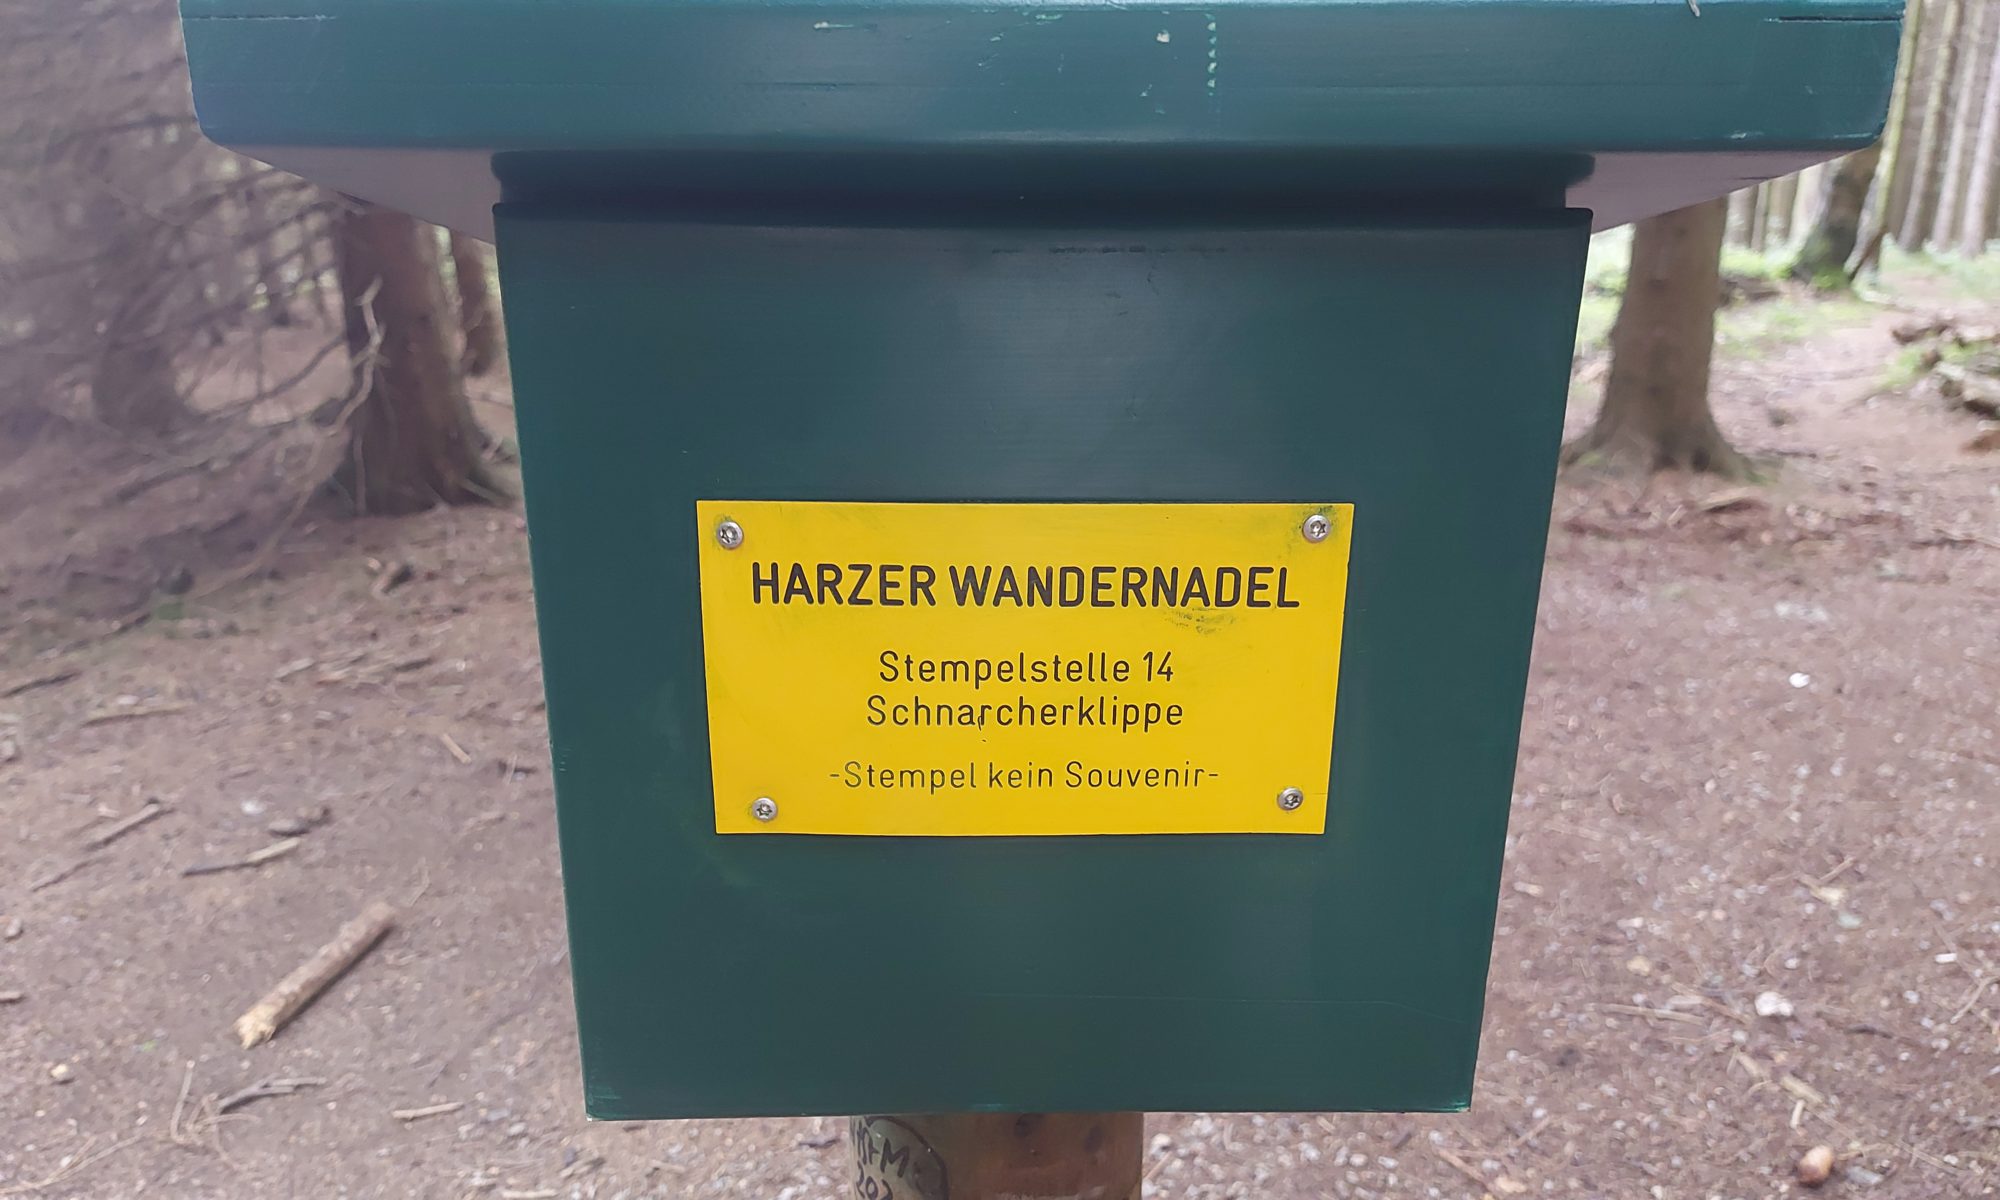 HARZER WANDERNADEL
Stempelstelle 14
Schnarcherklippe
-Stempel kein Souvenir-